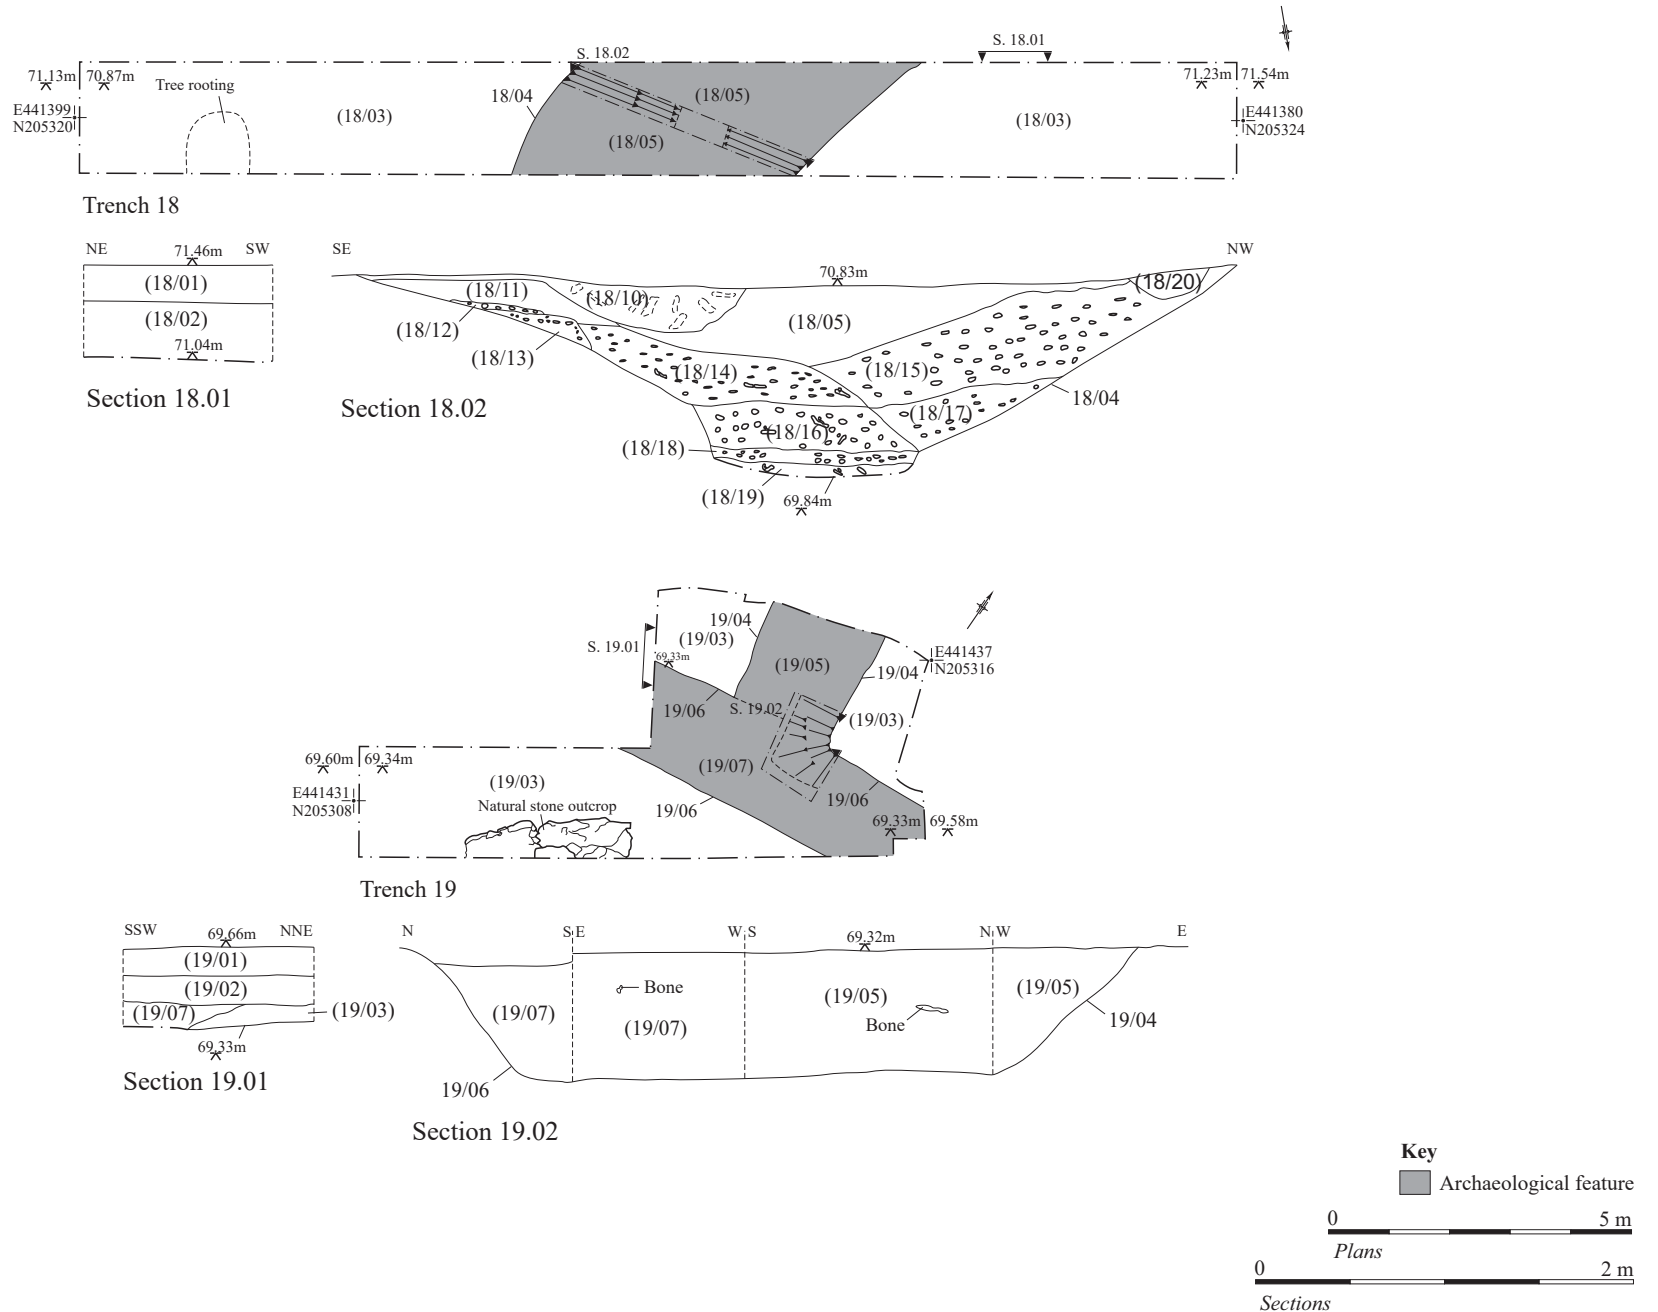 S. 18.02
S. 18.01
71.13m
70.87m
Tree rooting
18/04
(18/03)
(18/05)
(18/05)
(18/03)
71.23m
71.54m
E441399
N205320
E441380
N205324
Trench 18
NE
71.46m
SW
(18/01)
(18/02)
71.04m
Section 18.01
SE
NW
70.83m
(18/11)
(18/10)
(18/20)
(18/12)
(18/05)
(18/13)
(18/14)
(18/15)
18/04
(18/17)
(18/16)
(18/18)
(18/19)
69.84m
Section 18.02
19/04
S. 19.01
(19/03)
69.33m
(19/05)
E441437
N205316
19/04
19/06
S. 19.02
(19/03)
69.60m
69.34m
(19/07)
(19/03)
E441431
N205308
Natural stone outcrop
19/06
19/06
69.33m
69.58m
Trench 19
SSW
69.66m
NNE
(19/01)
(19/02)
(19/07)
(19/03)
69.33m
Section 19.01
N
S
E
W
S
69.32m
N
W
E
Bone
(19/05)
(19/05)
(19/07)
(19/07)
Bone
19/04
19/06
Section 19.02
Key
Archaeological feature
0
5 m
Plans
0
2 m
Sections